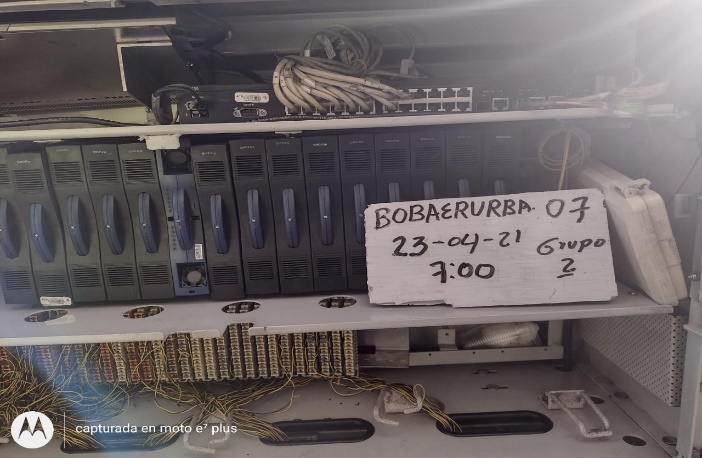 BOBAERURBA. 07
23-04-21 Grupo
7:00 2
capturada en moto e⁷ plus